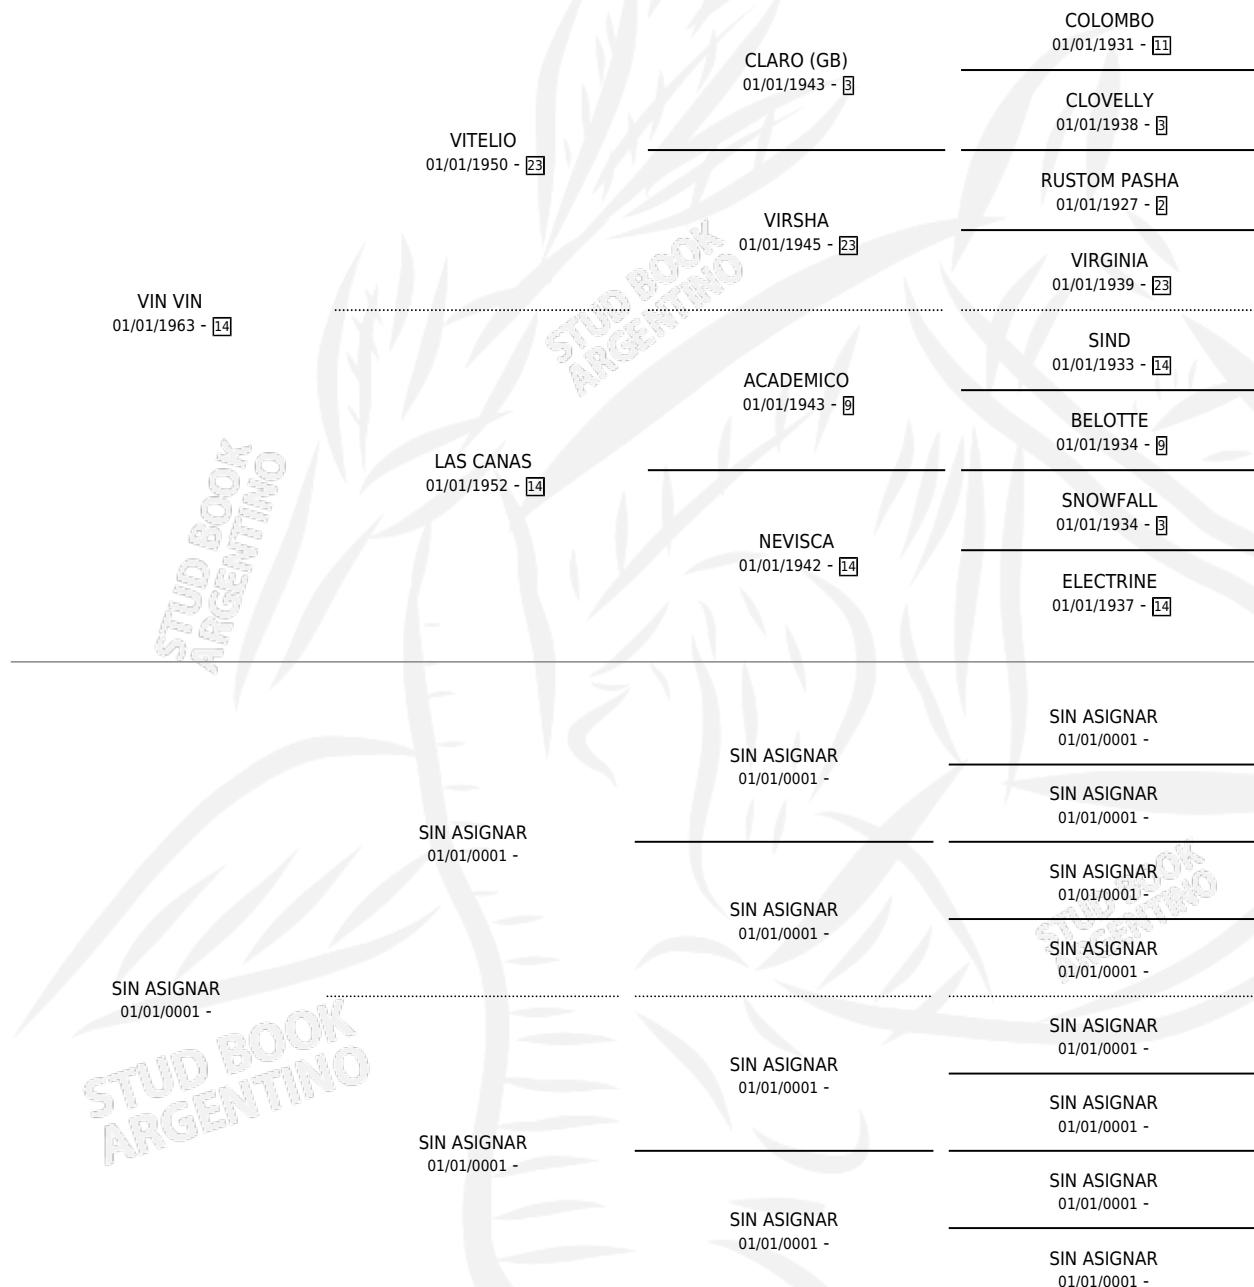 COLOMBO
01/01/1931 - 11
CLARO (GB)
01/01/1943 - 3
CLOVELLY
01/01/1938 - 3
VITELIO
01/01/1950 - 23
RUSTOM PASHA
01/01/1927 - 2
VIRSHA
01/01/1945 - 23
VIRGINIA
01/01/1939 - 23
VIN VIN
01/01/1963 - 14
SIND
01/01/1933 - 14
ACADEMICO
01/01/1943 - 9
BELOTTE
01/01/1934 - 9
LAS CANAS
01/01/1952 - 14
SNOWFALL
01/01/1934 - 3
NEVISCA
01/01/1942 - 14
ELECTRINE
01/01/1937 - 14
STUD BOOK
ARGENTINO
STUD BOOK
ARGENTINO
SIN ASIGNAR
01/01/0001 -
SIN ASIGNAR
01/01/0001 -
SIN ASIGNAR
01/01/0001 -
SIN ASIGNAR
01/01/0001 -
SIN ASIGNAR
01/01/0001 -
SIN ASIGNAR
01/01/0001 -
SIN ASIGNAR
01/01/0001 -
SIN ASIGNAR
01/01/0001 -
SIN ASIGNAR
01/01/0001 -
SIN ASIGNAR
01/01/0001 -
SIN ASIGNAR
01/01/0001 -
SIN ASIGNAR
01/01/0001 -
SIN ASIGNAR
01/01/0001 -
SIN ASIGNAR
01/01/0001 -
SIN ASIGNAR
01/01/0001 -
STUD BOOK
ARGENTINO
STUD BOOK
ARGENTINO